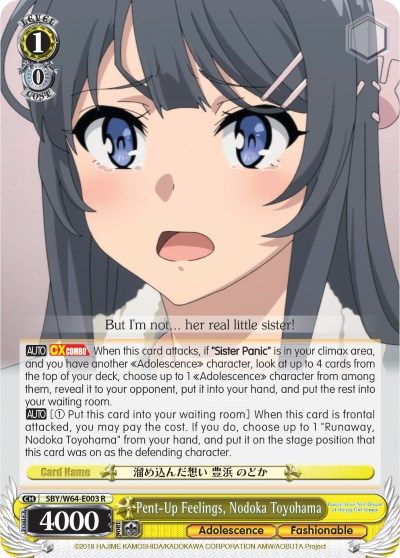 LEVEL
1
0
COST
But I'm not... her real little sister!
AUTO CX COMBO When this card attacks, if "Sister Panic" is in your climax area,
and you have another «Adolescence» character, look at up to 4 cards from
the top of your deck, choose up to 1 «Adolescence» character from among
them, reveal it to your opponent, put it into your hand, and put the rest into
your waiting room.
AUTO [① Put this card into your waiting room] When this card is frontal
attacked, you may pay the cost. If you do, choose up to 1 "Runaway,
Nodoka Toyohama" from your hand, and put it on the stage position that
this card was on as the defending character.
Card Name 溜め込んだ想い 豊浜 のどか
CH SBY/W64-E003 R
Pent-Up Feelings, Nodoka Toyohama
POWER 4000
Adolescence Fashionable
©2018 HAJIME KAMOSHIDA/KADOKAWA CORPORATION AMW/AOBUTA Project